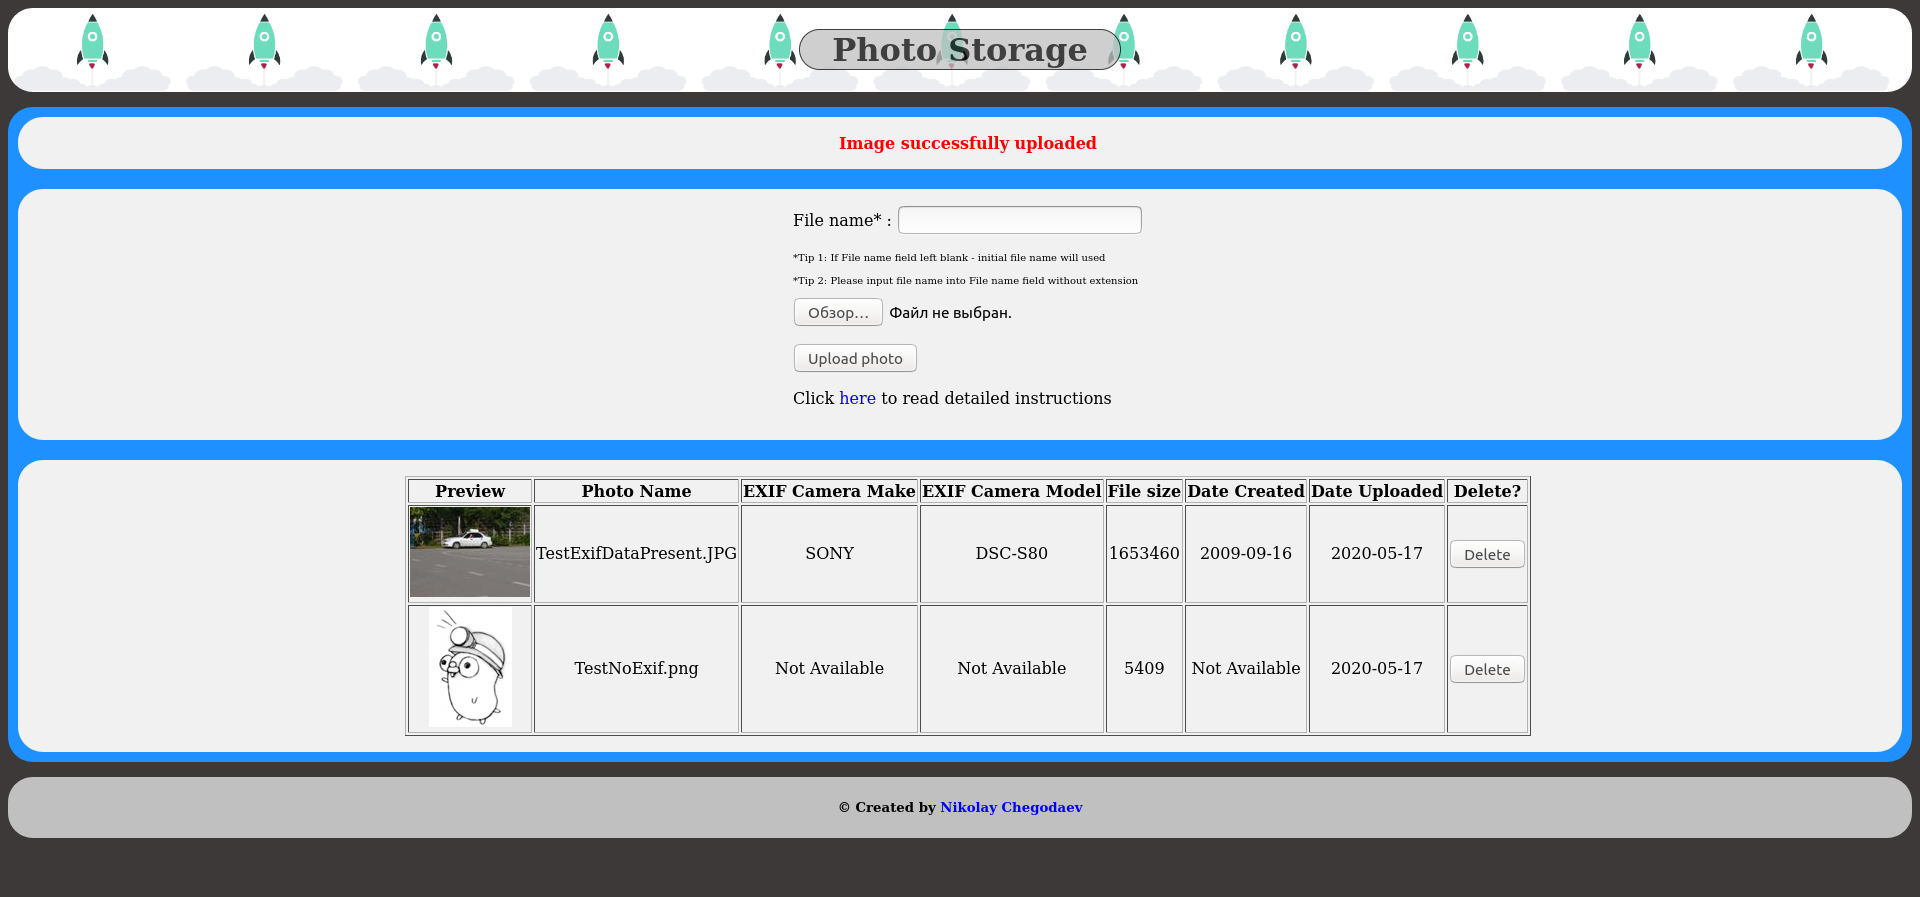 Photo Storage
Image successfully uploaded
File name* :
*Tip 1: If File name field left blank - initial file name will used
*Tip 2: Please input file name into File name field without extension
Обзор... Файл не выбран.
Upload photo
Click here to read detailed instructions
Preview Photo Name EXIF Camera Make EXIF Camera Model File size Date Created Date Uploaded Delete?
TestExifDataPresent.JPG SONY DSC-S80 1653460 2009-09-16 2020-05-17 Delete
TestNoExif.png Not Available Not Available 5409 Not Available 2020-05-17 Delete
© Created by Nikolay Chegodaev